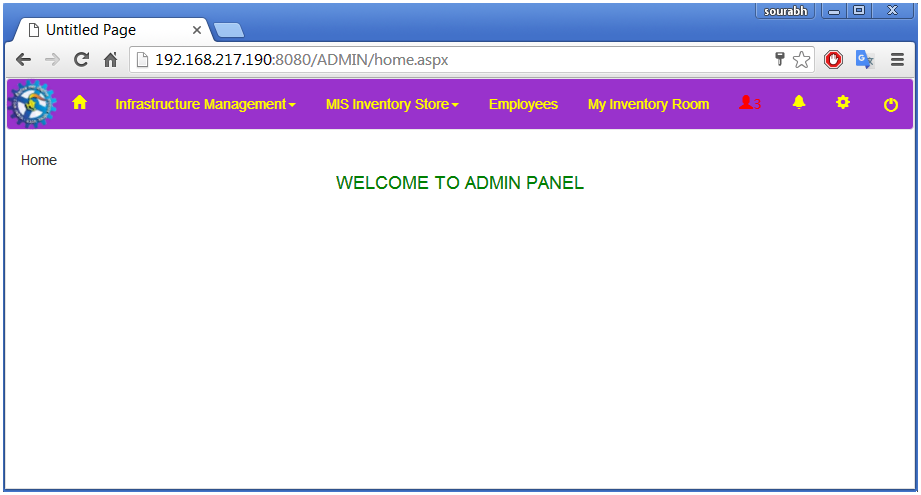 sourabh
Untitled Page
192.168.217.190:8080/ADMIN/home.aspx
Infrastructure Management MIS Inventory Store Employees My Inventory Room 3
Home
WELCOME TO ADMIN PANEL